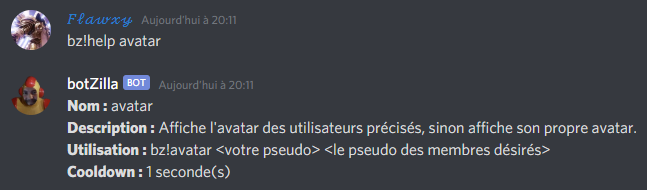 𝓕𝓵𝓪𝔀𝔁𝔂 Aujourd'hui à 20:11
bz!help avatar
botZilla BOT Aujourd'hui à 20:11
Nom : avatar
Description : Affiche l'avatar des utilisateurs précisés, sinon affiche son propre avatar.
Utilisation : bz!avatar <votre pseudo> <le pseudo des membres désirés>
Cooldown : 1 seconde(s)